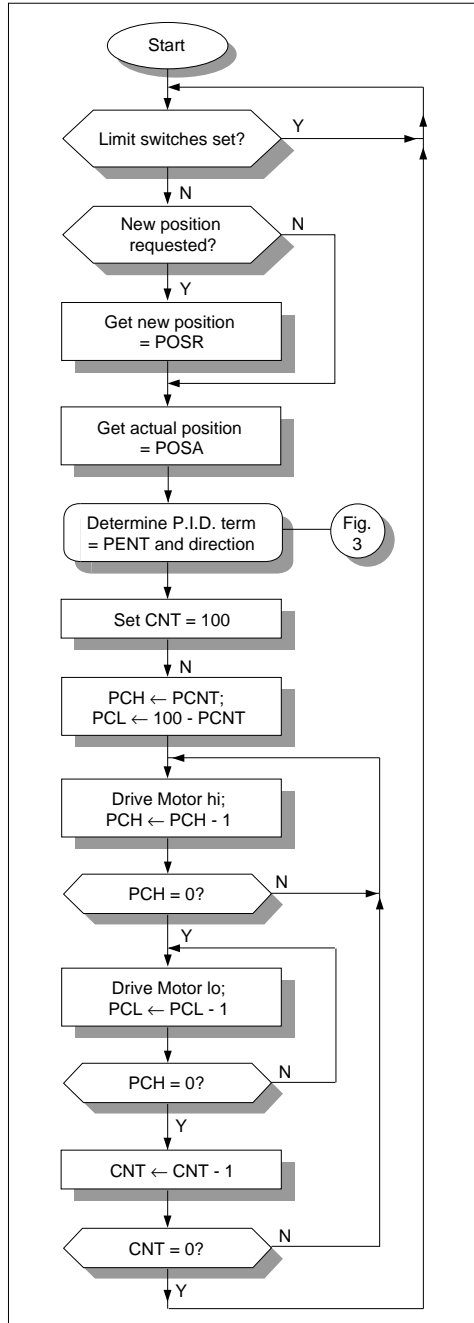 Start
Limit switches set?
Y
N
New position
requested?
N
Y
Get new position
= POSR
Get actual position
= POSA
Determine P.I.D. term
= PENT and direction
Fig.
3
Set CNT = 100
N
PCH ← PCNT;
PCL ← 100 - PCNT
Drive Motor hi;
PCH ← PCH - 1
PCH = 0?
N
Y
Drive Motor lo;
PCL ← PCL - 1
PCH = 0?
N
Y
CNT ← CNT - 1
CNT = 0?
N
Y